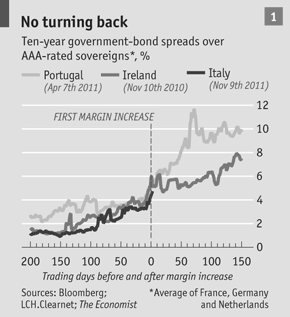 No turning back
1
Ten-year government-bond spreads over
AAA-rated sovereigns*, %
Portugal Ireland Italy
(Apr 7th 2011) (Nov 10th 2010) (Nov 9th 2011)
FIRST MARGIN INCREASE
12
10
8
6
4
2
0
200 150 100 50 0 50 100 150
Trading days before and after margin increase
Sources: Bloomberg; *Average of France, Germany
LCH.Clearnet; The Economist and Netherlands